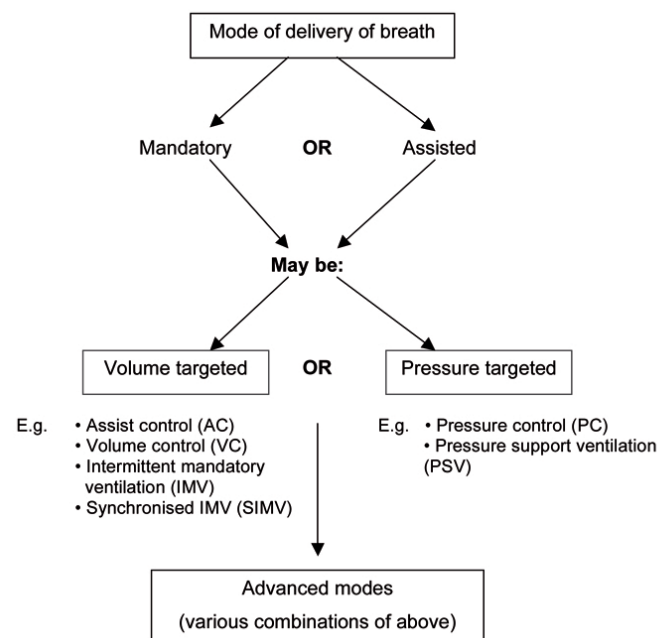 Mode of delivery of breath
Mandatory OR Assisted
May be:
Volume targeted OR Pressure targeted
E.g. • Assist control (AC)
• Volume control (VC)
• Intermittent mandatory
ventilation (IMV)
• Synchronised IMV (SIMV)
E.g. • Pressure control (PC)
• Pressure support ventilation
(PSV)
Advanced modes
(various combinations of above)